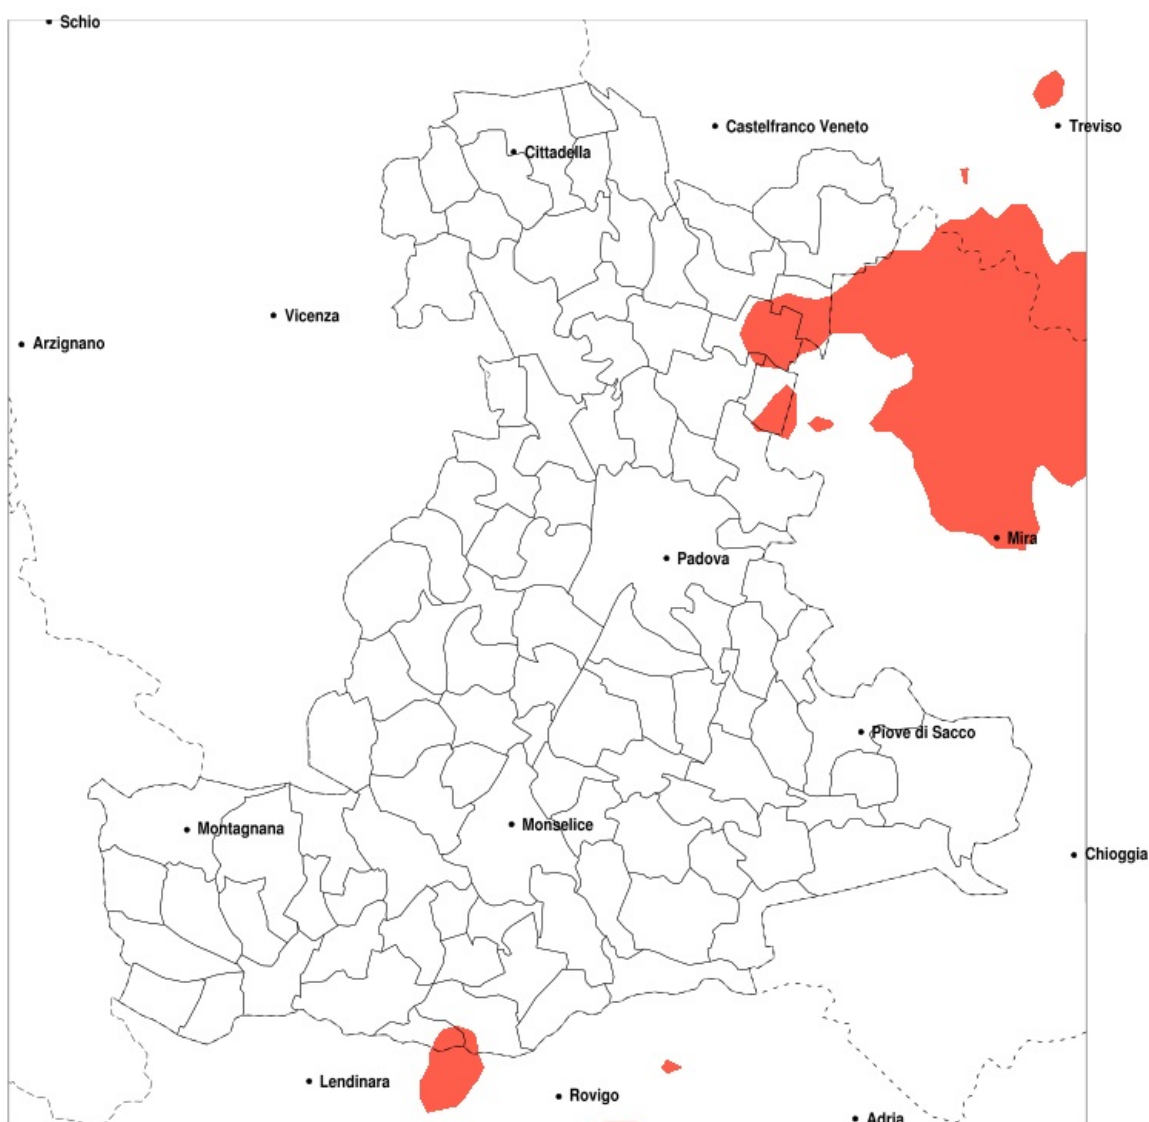 Schio
Castelfranco Veneto
Treviso
Cittadella
Vicenza
Arzignano
Mira
Padova
Piove di Sacco
Montagnana
Monselice
Chioggia
Lendinara
Rovigo
Adria